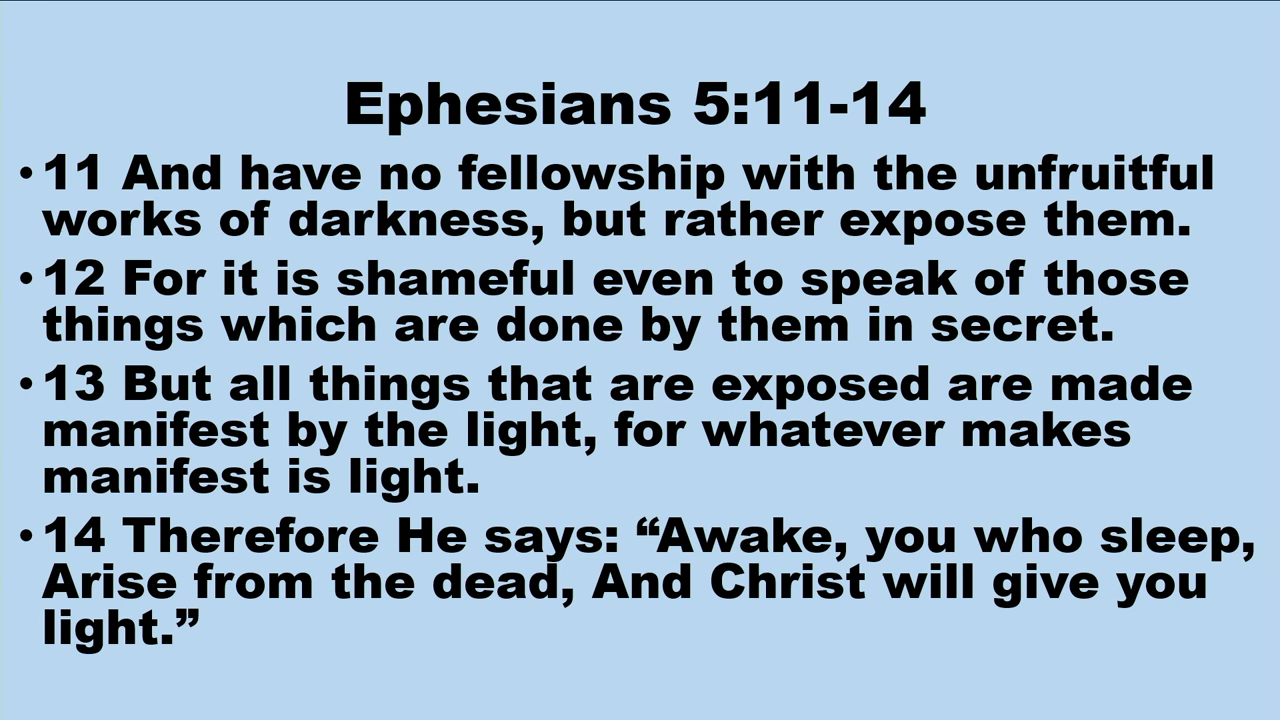 Ephesians 5:11-14
• 11 And have no fellowship with the unfruitful
works of darkness, but rather expose them.
• 12 For it is shameful even to speak of those
things which are done by them in secret.
• 13 But all things that are exposed are made
manifest by the light, for whatever makes
manifest is light.
• 14 Therefore He says: “Awake, you who sleep,
Arise from the dead, And Christ will give you
light.”